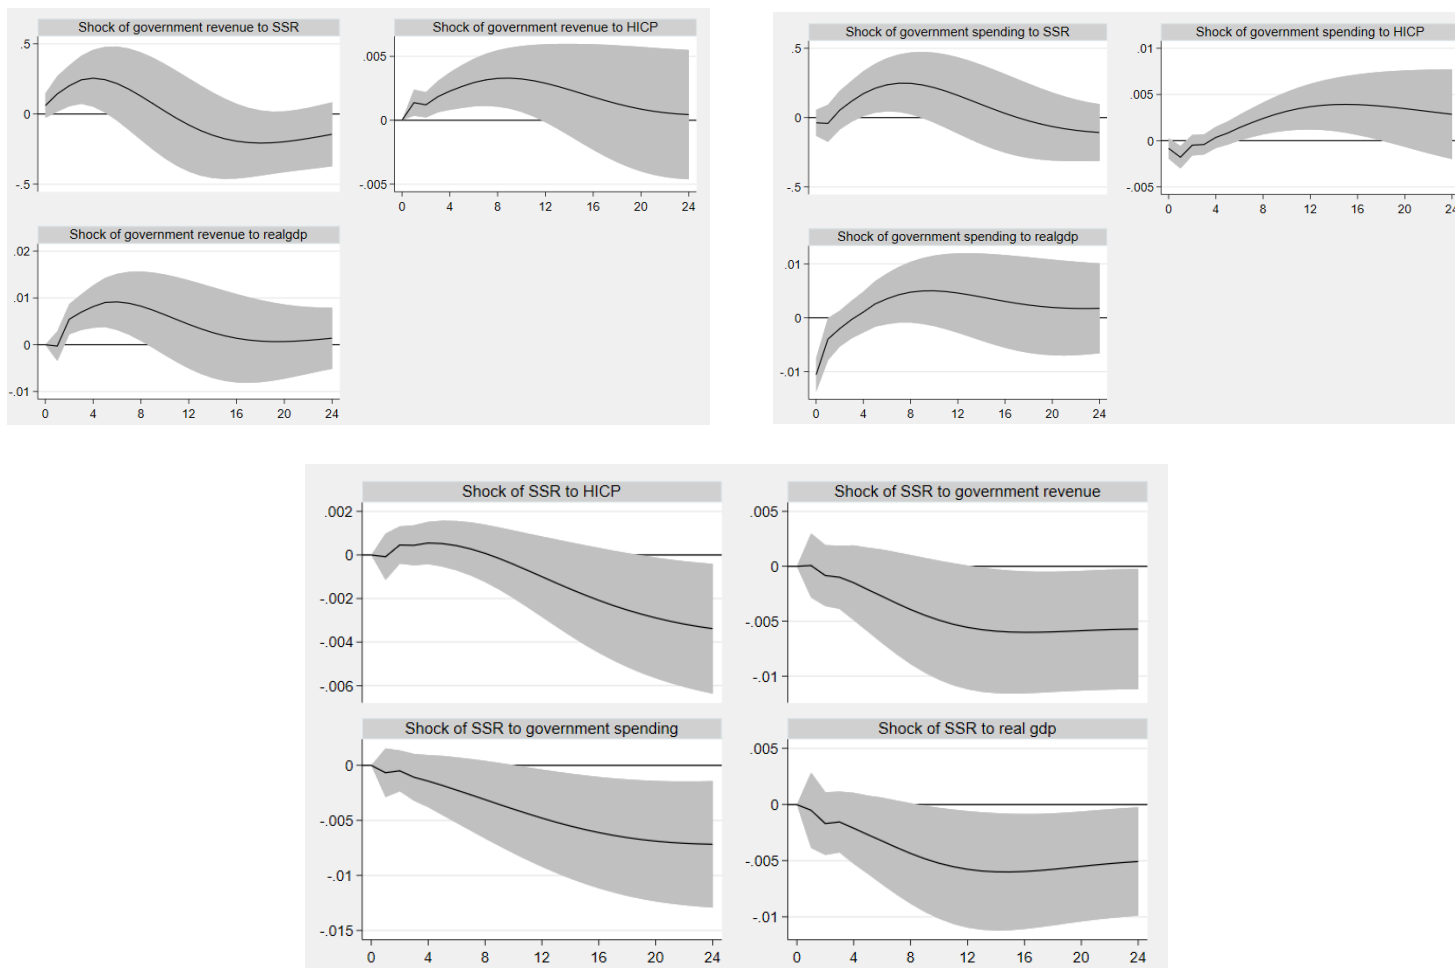 Shock of government revenue to SSR
.5
0
-.5
Shock of government revenue to HICP
.005
0
-.005
0 4 8 12 16 20 24
Shock of government revenue to realgdp
.02
.01
0
-.01
0 4 8 12 16 20 24
Shock of government spending to SSR
.5
0
-.5
Shock of government spending to HICP
.01
.005
0
-.005
0 4 8 12 16 20 24
Shock of government spending to realgdp
.01
0
-.01
0 4 8 12 16 20 24
Shock of SSR to HICP
.002
0
-.002
-.004
-.006
Shock of SSR to government revenue
.005
0
-.005
-.01
Shock of SSR to government spending
0
-.005
-.01
-.015
0 4 8 12 16 20 24
Shock of SSR to real gdp
.005
0
-.005
-.01
0 4 8 12 16 20 24